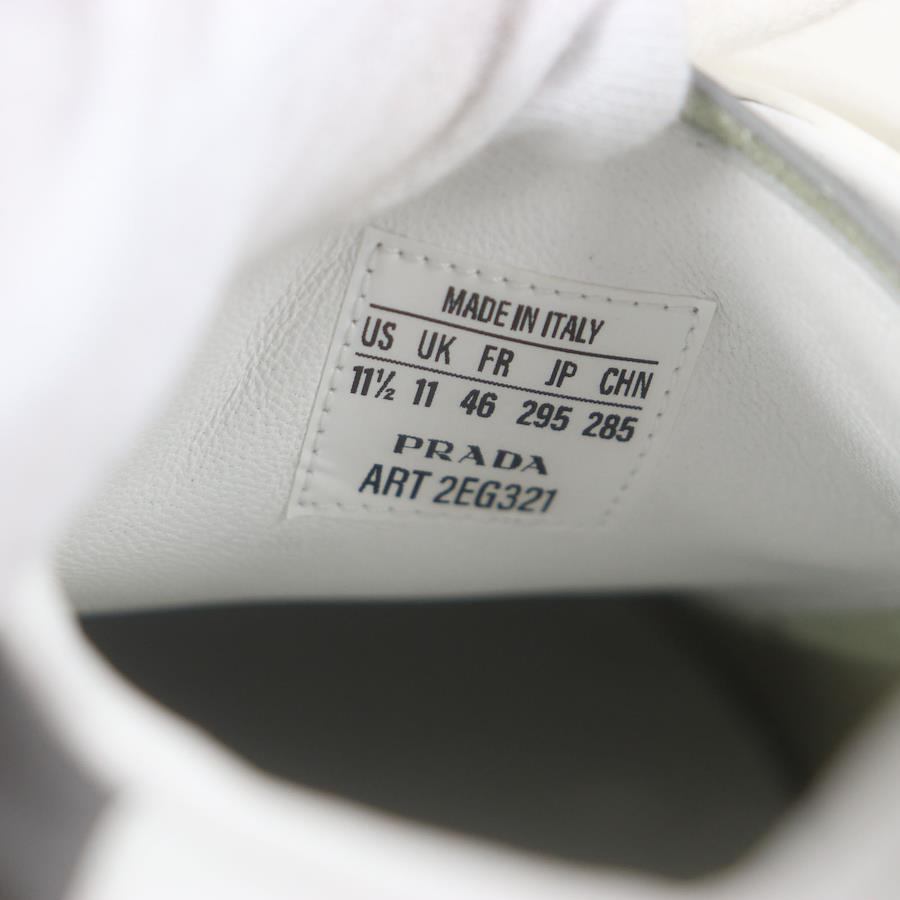 MADE IN ITALY
US UK FR JP CHN
11½ 11 46 295 285
PRADA
ART 2EG321